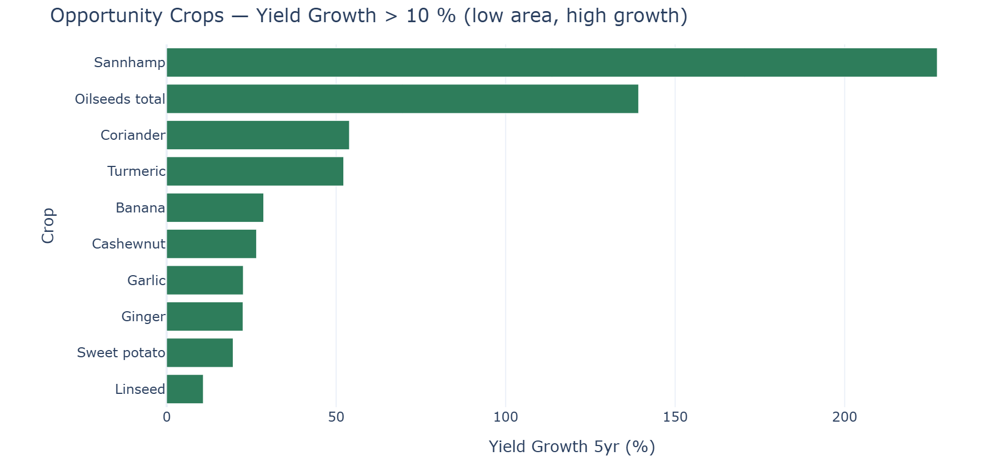 Opportunity Crops — Yield Growth > 10 % (low area, high growth)
Sannhamp
Oilseeds total
Coriander
Turmeric
Banana
Cashewnut
Garlic
Ginger
Sweet potato
Linseed
Crop
0 50 100 150 200
Yield Growth 5yr (%)